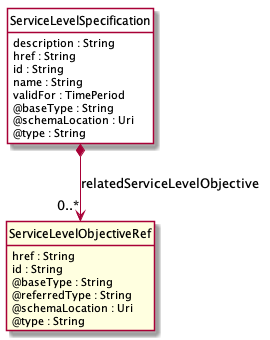 ServiceLevelSpecification
description : String
href : String
id : String
name : String
validFor : TimePeriod
@baseType : String
@schemaLocation : Uri
@type : String
relatedServiceLevelObjective
0..*
ServiceLevelObjectiveRef
href : String
id : String
@baseType : String
@referredType : String
@schemaLocation : Uri
@type : String